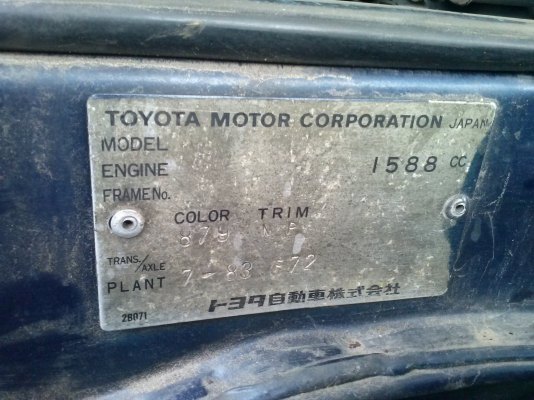 TOYOTA MOTOR CORPORATION JAPAN
MODEL
ENGINE 1588 CC
FRAME No.
COLOR TRIM
TRANS./AXLE
PLANT
トヨタ自動車株式会社
28071